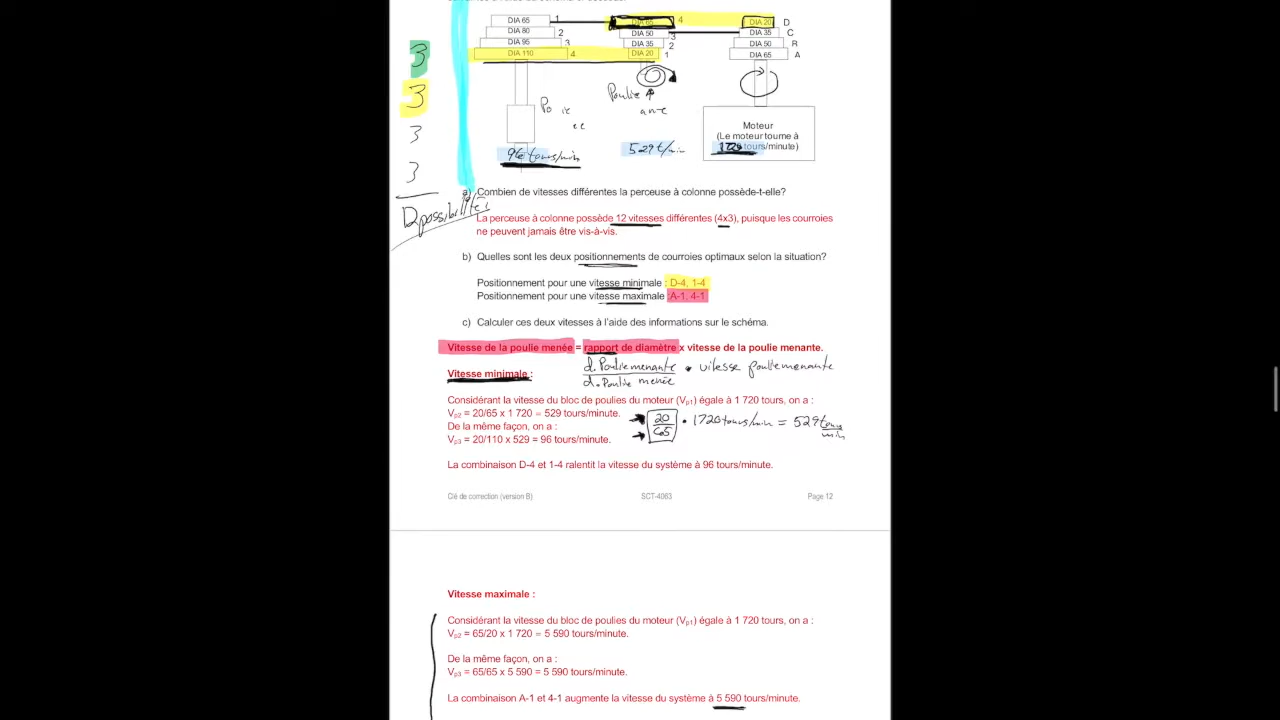 DIA 65 1 4 DIA 20 D
DIA 80 2 DIA 50 3 DIA 35 C
DIA 95 3 DIA 35 2 DIA 50 B
DIA 110 4 DIA 20 1 DIA 65 A
3
3
3
3
12 possibilités
Poulie
Moteur
(Le moteur tourne à
1720 tours/minute)
96 tours/min 529 t/min
a) Combien de vitesses différentes la perceuse à colonne possède-t-elle?
La perceuse à colonne possède 12 vitesses différentes (4x3), puisque les courroies
ne peuvent jamais être vis-à-vis.
b) Quelles sont les deux positionnements de courroies optimaux selon la situation?
Positionnement pour une vitesse minimale : D-4, 1-4
Positionnement pour une vitesse maximale : A-1, 4-1
c) Calculer ces deux vitesses à l'aide des informations sur le schéma.
Vitesse de la poulie menée = rapport de diamètre x vitesse de la poulie menante.
d. Poulie menante • vitesse poulie menante
d. Poulie menée
Vitesse minimale :
Considérant la vitesse du bloc de poulies du moteur (Vp1) égale à 1 720 tours, on a :
Vp2 = 20/65 x 1 720 = 529 tours/minute.
De la même façon, on a :
Vp3 = 20/110 x 529 = 96 tours/minute.
20/65 • 1720 tours/min = 529 tours/min
La combinaison D-4 et 1-4 ralentit la vitesse du système à 96 tours/minute.
Clé de correction (version B) SCT-4063 Page 12
Vitesse maximale :
Considérant la vitesse du bloc de poulies du moteur (Vp1) égale à 1 720 tours, on a :
Vp2 = 65/20 x 1 720 = 5 590 tours/minute.
De la même façon, on a :
Vp3 = 65/65 x 5 590 = 5 590 tours/minute.
La combinaison A-1 et 4-1 augmente la vitesse du système à 5 590 tours/minute.